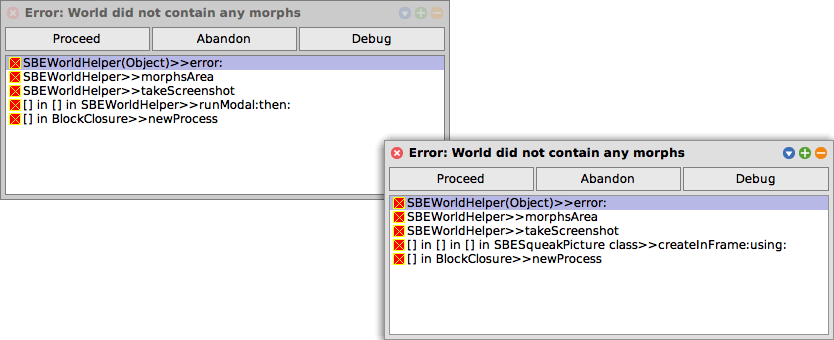 Error: World did not contain any morphs
Proceed Abandon Debug
SBEWorldHelper(Object)>>error:
SBEWorldHelper>>morphsArea
SBEWorldHelper>>takeScreenshot
[] in [] in SBEWorldHelper>>runModal:then:
[] in BlockClosure>>newProcess
Error: World did not contain any morphs
Proceed Abandon Debug
SBEWorldHelper(Object)>>error:
SBEWorldHelper>>morphsArea
SBEWorldHelper>>takeScreenshot
[] in [] in [] in SBESqueakPicture class>>createInFrame:using:
[] in BlockClosure>>newProcess